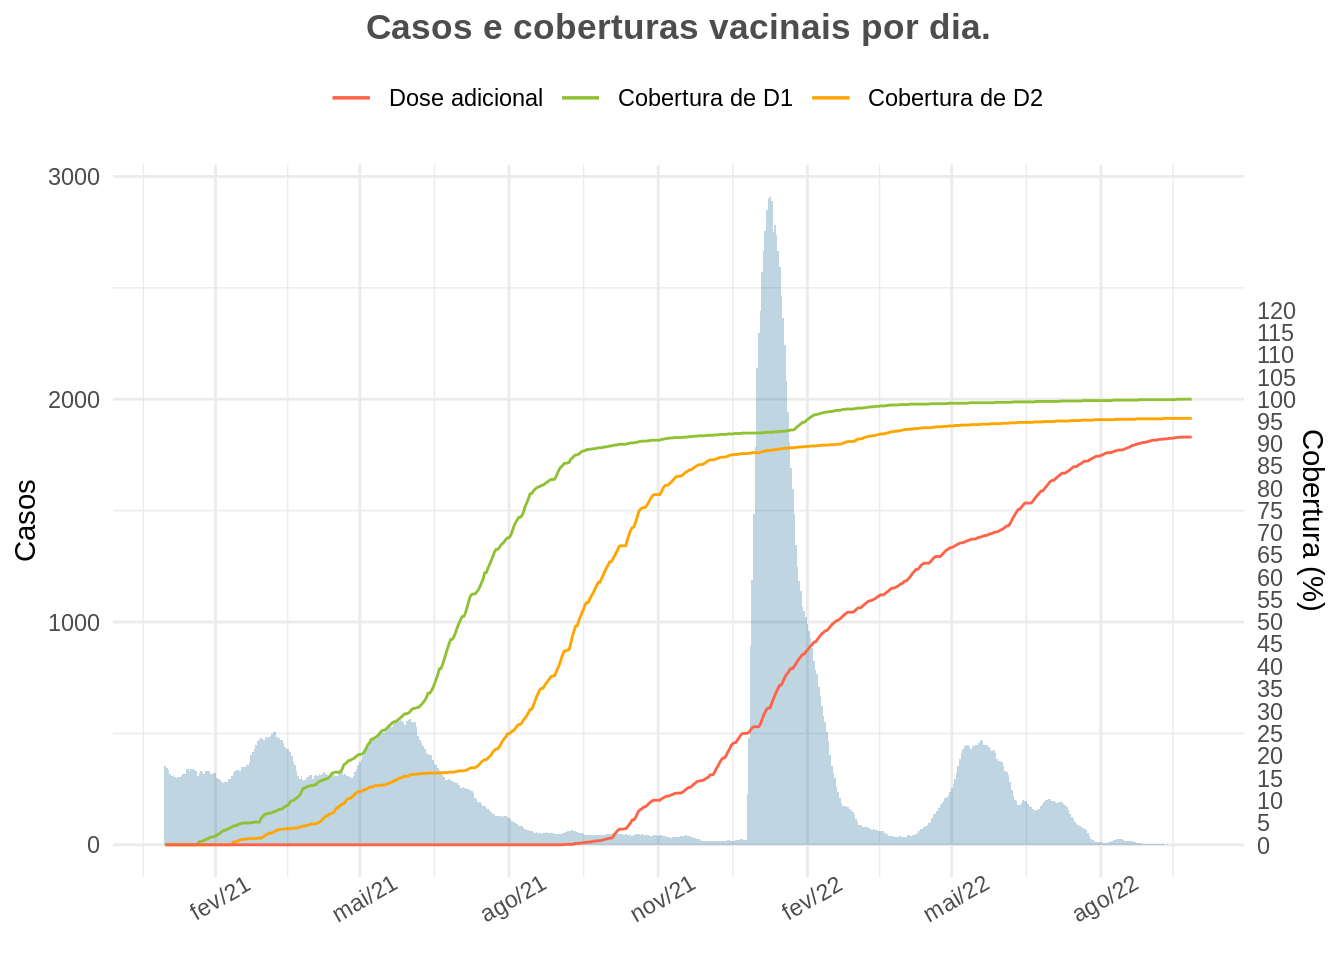 Casos e coberturas vacinais por dia.
Dose adicional
Cobertura de D1
Cobertura de D2
Casos
3000
2000
1000
0
120
115
110
105
100
95
90
85
80
75
70
65
60
55
50
45
40
35
30
25
20
15
10
5
0
Cobertura (%)
fev/21
mai/21
ago/21
nov/21
fev/22
mai/22
ago/22